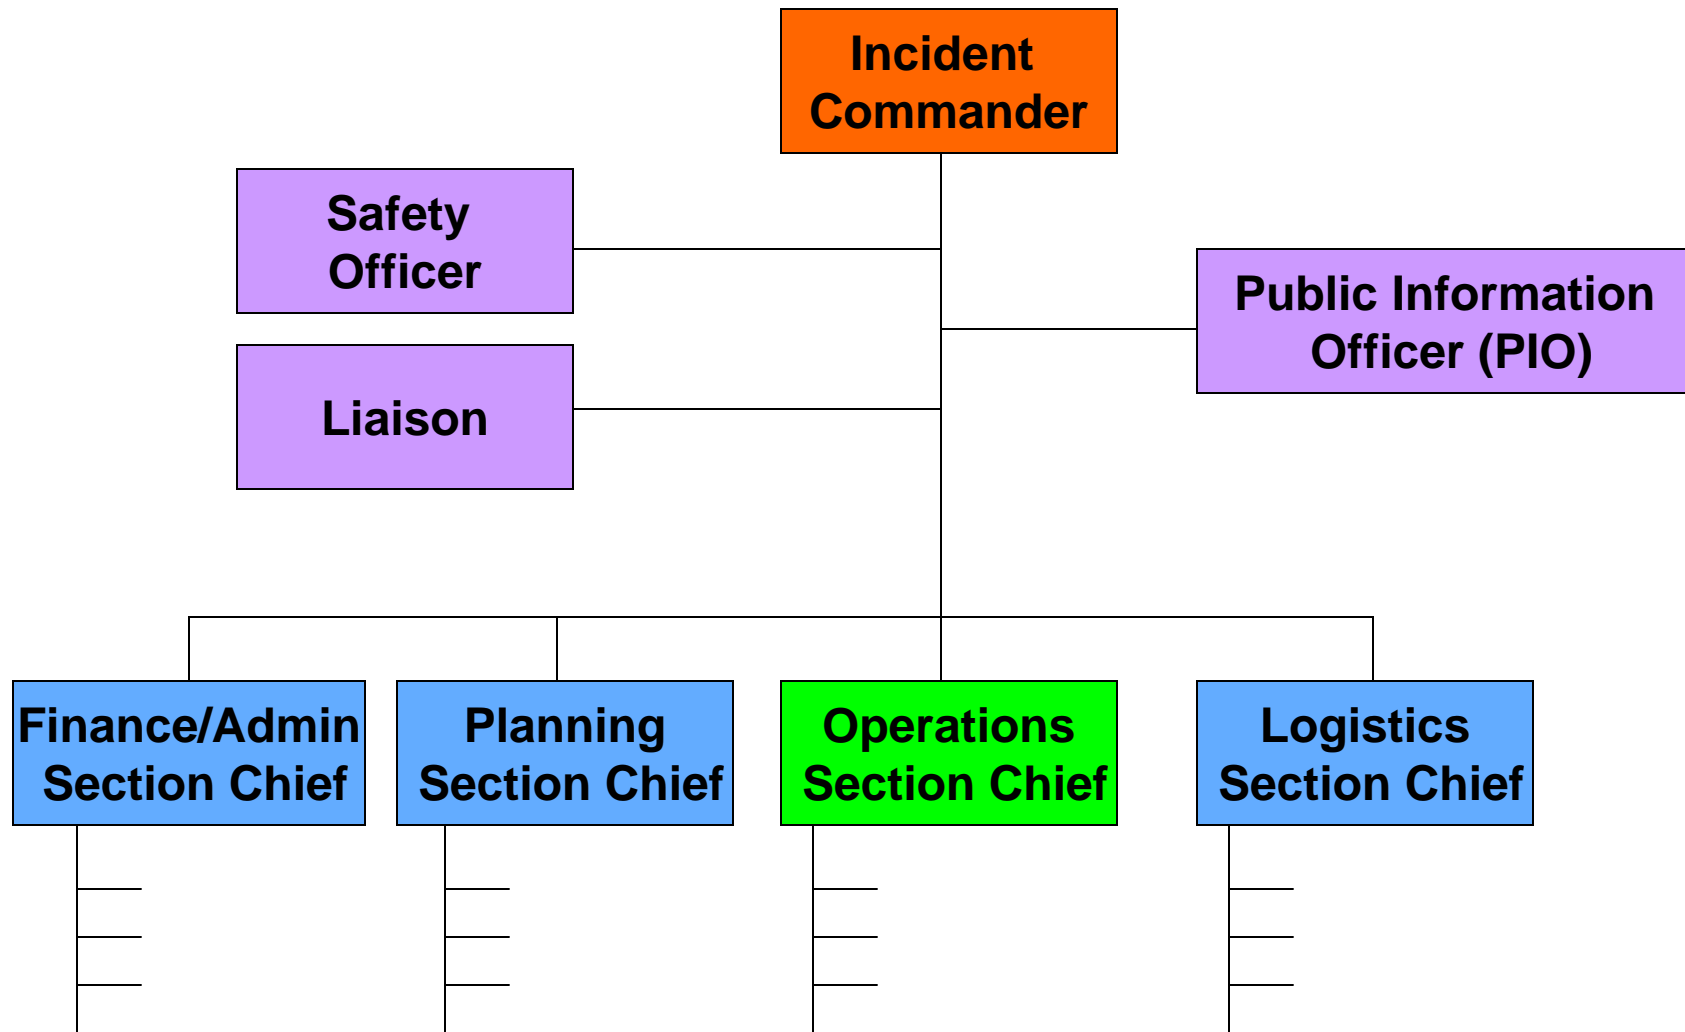 Incident
Commander
Safety
Officer
Public Information
Officer (PIO)
Liaison
Finance/Admin
Section Chief
Planning
Section Chief
Operations
Section Chief
Logistics
Section Chief